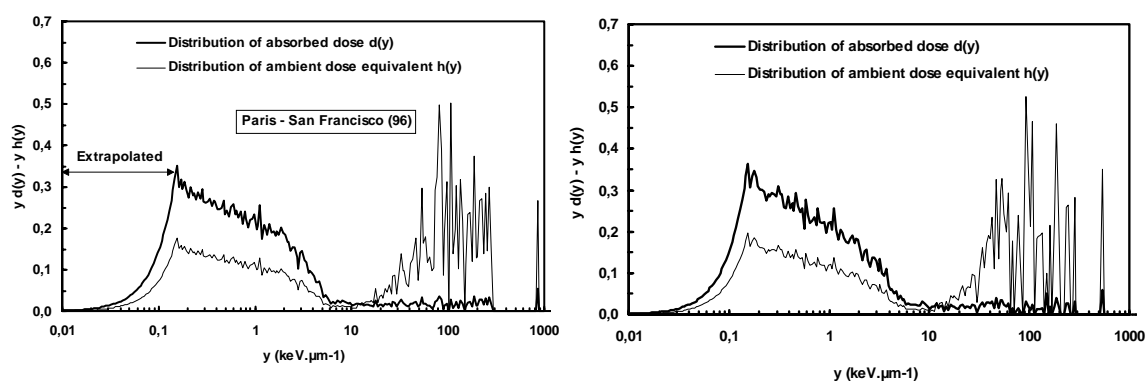 0,7
0,6
0,5
0,4
0,3
0,2
0,1
0,0
y d(y) - y h(y)
Distribution of absorbed dose d(y)
Distribution of ambient dose equivalent h(y)
Paris - San Francisco (96)
Extrapolated
0,01 0,1 1 10 100 1000
y (keV.µm-1)
0,7
0,6
0,5
0,4
0,3
0,2
0,1
0,0
y d(y) - y h(y)
Distribution of absorbed dose d(y)
Distribution of ambient dose equivalent h(y)
0,01 0,1 1 10 100 1000
y (keV.µm-1)